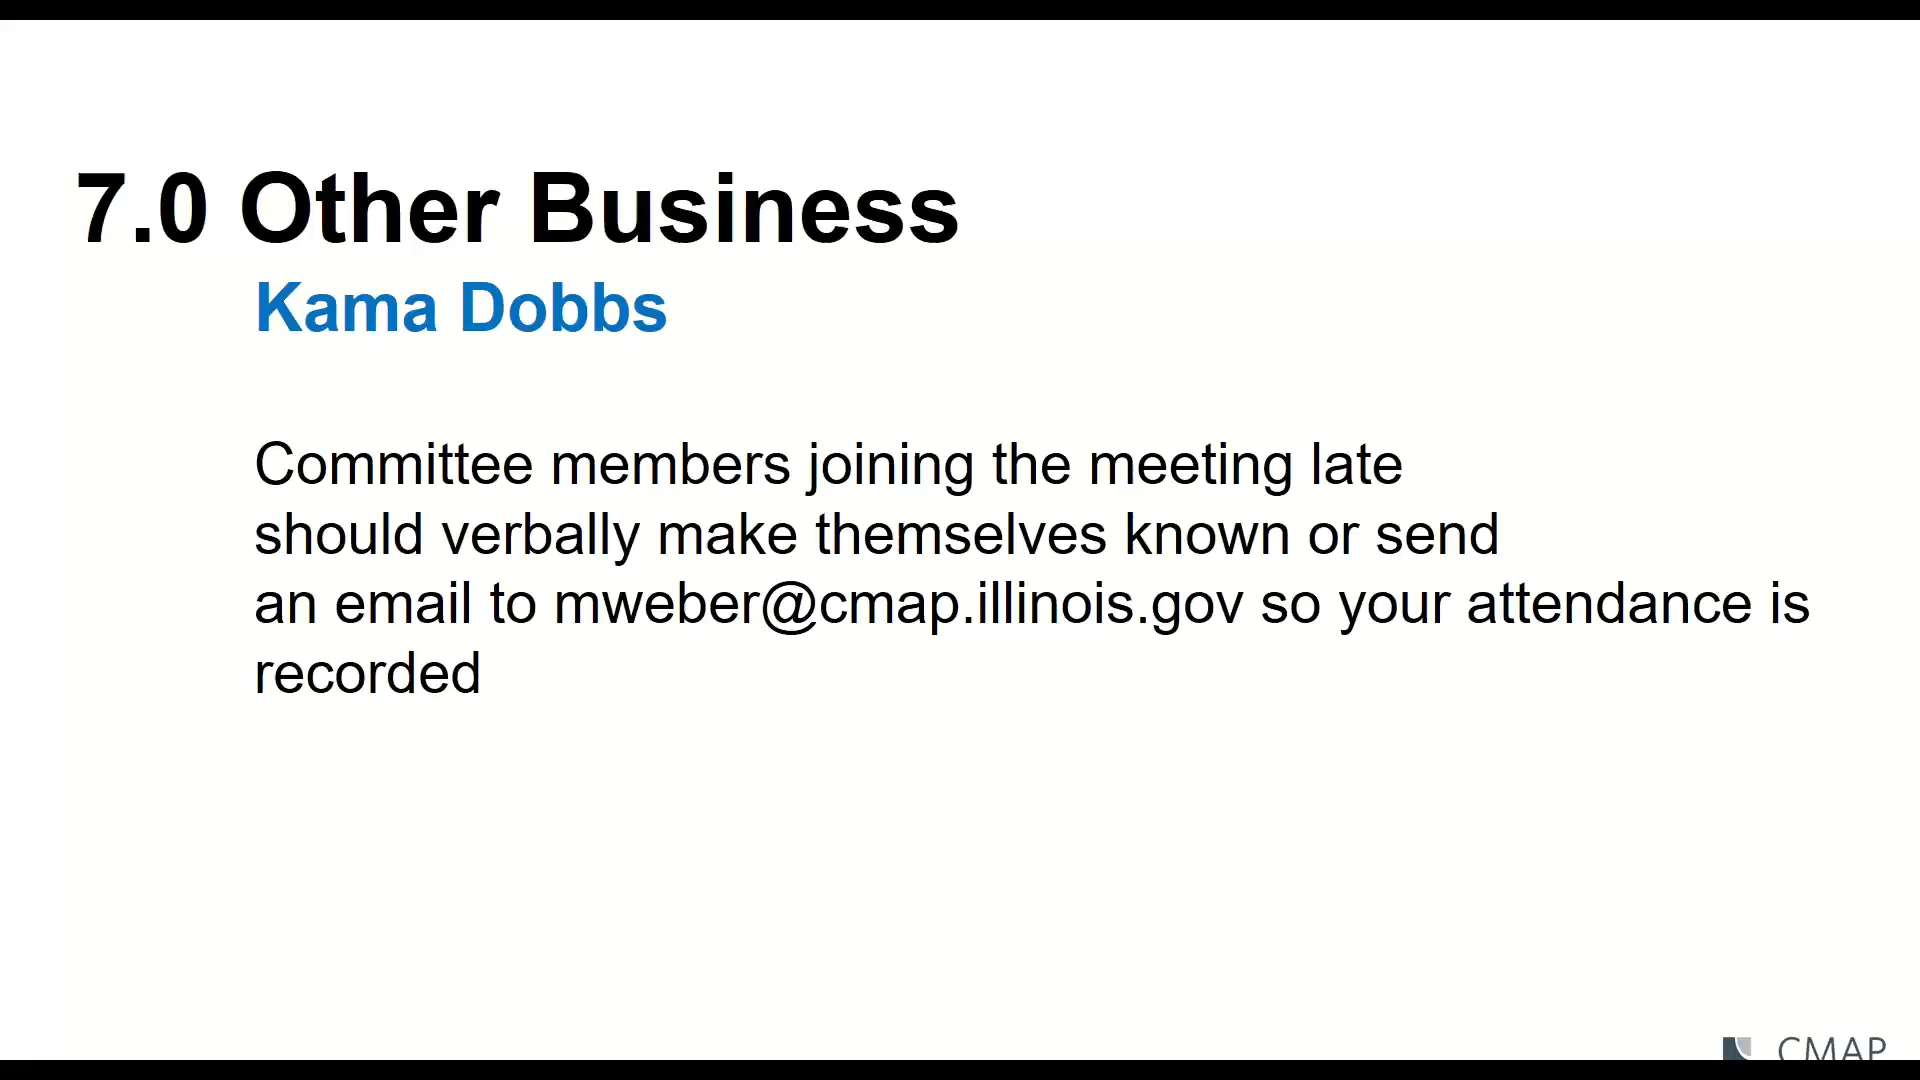 7.0 Other Business
Kama Dobbs
Committee members joining the meeting late
should verbally make themselves known or send
an email to mweber@cmap.illinois.gov so your attendance is
recorded
CMAP